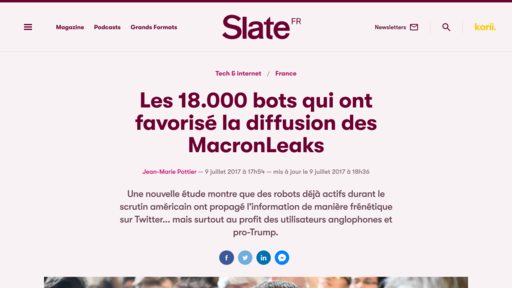 Magazine Podcasts Grands Formats
Slate FR
Newsletters
korii.
Tech & internet / France
Les 18.000 bots qui ont
favorisé la diffusion des
MacronLeaks
Jean-Marie Pottier — 9 juillet 2017 à 17h54 — mis à jour le 9 juillet 2017 à 18h36
Une nouvelle étude montre que des robots déjà actifs durant le
scrutin américain ont propagé l'information de manière frénétique
sur Twitter... mais surtout au profit des utilisateurs anglophones et
pro-Trump.